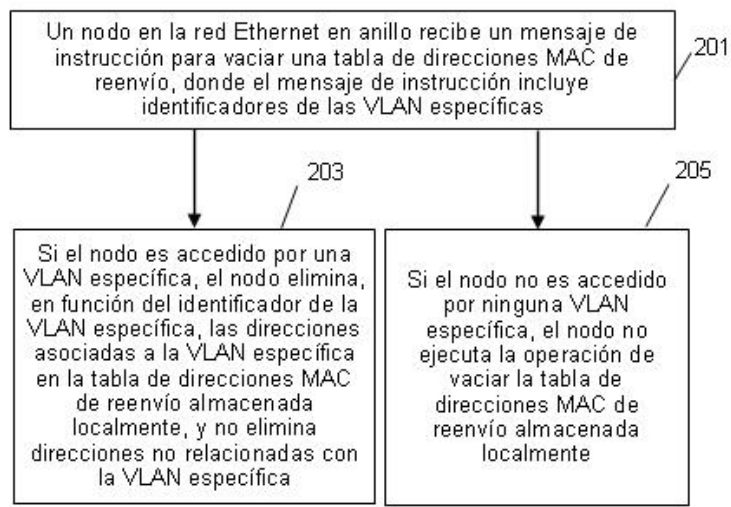 Un nodo en la red Ethernet en anillo recibe un mensaje de
instrucción para vaciar una tabla de direcciones MAC de
reenvío, donde el mensaje de instrucción incluye
identificadores de las VLAN específicas
201
203
205
Si el nodo es accedido por una
VLAN específica, el nodo elimina,
en función del identificador de la
VLAN específica, las direcciones
asociadas a la VLAN específica
en la tabla de direcciones MAC
de reenvío almacenada
localmente, y no elimina
direcciones no relacionadas con
la VLAN específica
Si el nodo no es accedido
por ninguna VLAN
específica, el nodo no
ejecuta la operación de
vaciar la tabla de
direcciones MAC de
reenvío almacenada
localmente